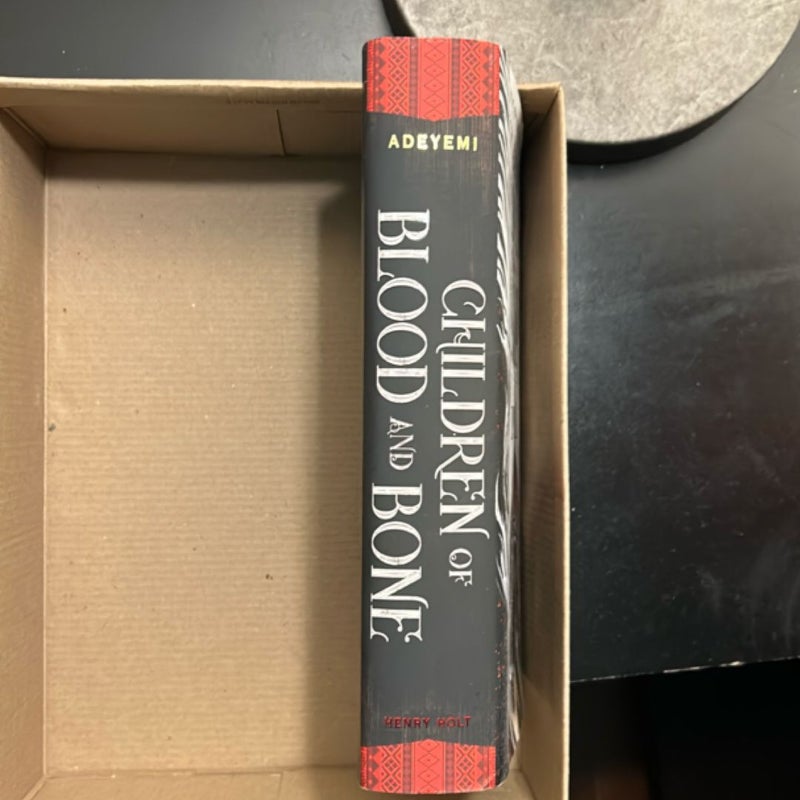 ADEYEMI
CHILDREN OF
BLOOD AND BONE
HENRY HOLT